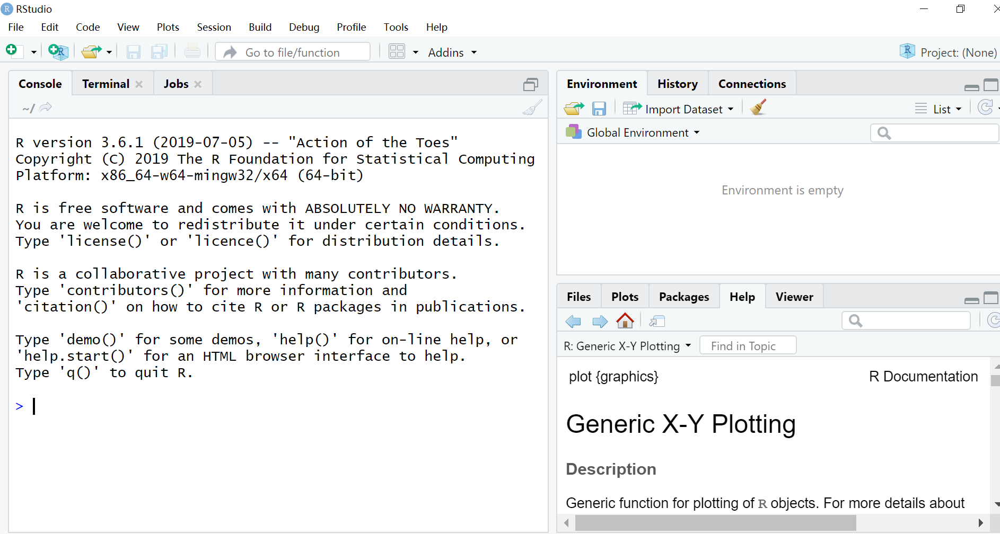 RStudio
File Edit Code View Plots Session Build Debug Profile Tools Help
Go to file/function Addins Project: (None)
Console Terminal Jobs
~/
R version 3.6.1 (2019-07-05) -- "Action of the Toes"
Copyright (C) 2019 The R Foundation for Statistical Computing
Platform: x86_64-w64-mingw32/x64 (64-bit)
R is free software and comes with ABSOLUTELY NO WARRANTY.
You are welcome to redistribute it under certain conditions.
Type 'license()' or 'licence()' for distribution details.
R is a collaborative project with many contributors.
Type 'contributors()' for more information and
'citation()' on how to cite R or R packages in publications.
Type 'demo()' for some demos, 'help()' for on-line help, or
'help.start()' for an HTML browser interface to help.
Type 'q()' to quit R.
>
Environment History Connections
Import Dataset List
Global Environment
Environment is empty
Files Plots Packages Help Viewer
R: Generic X-Y Plotting Find in Topic
plot {graphics} R Documentation
Generic X-Y Plotting
Description
Generic function for plotting of R objects. For more details about